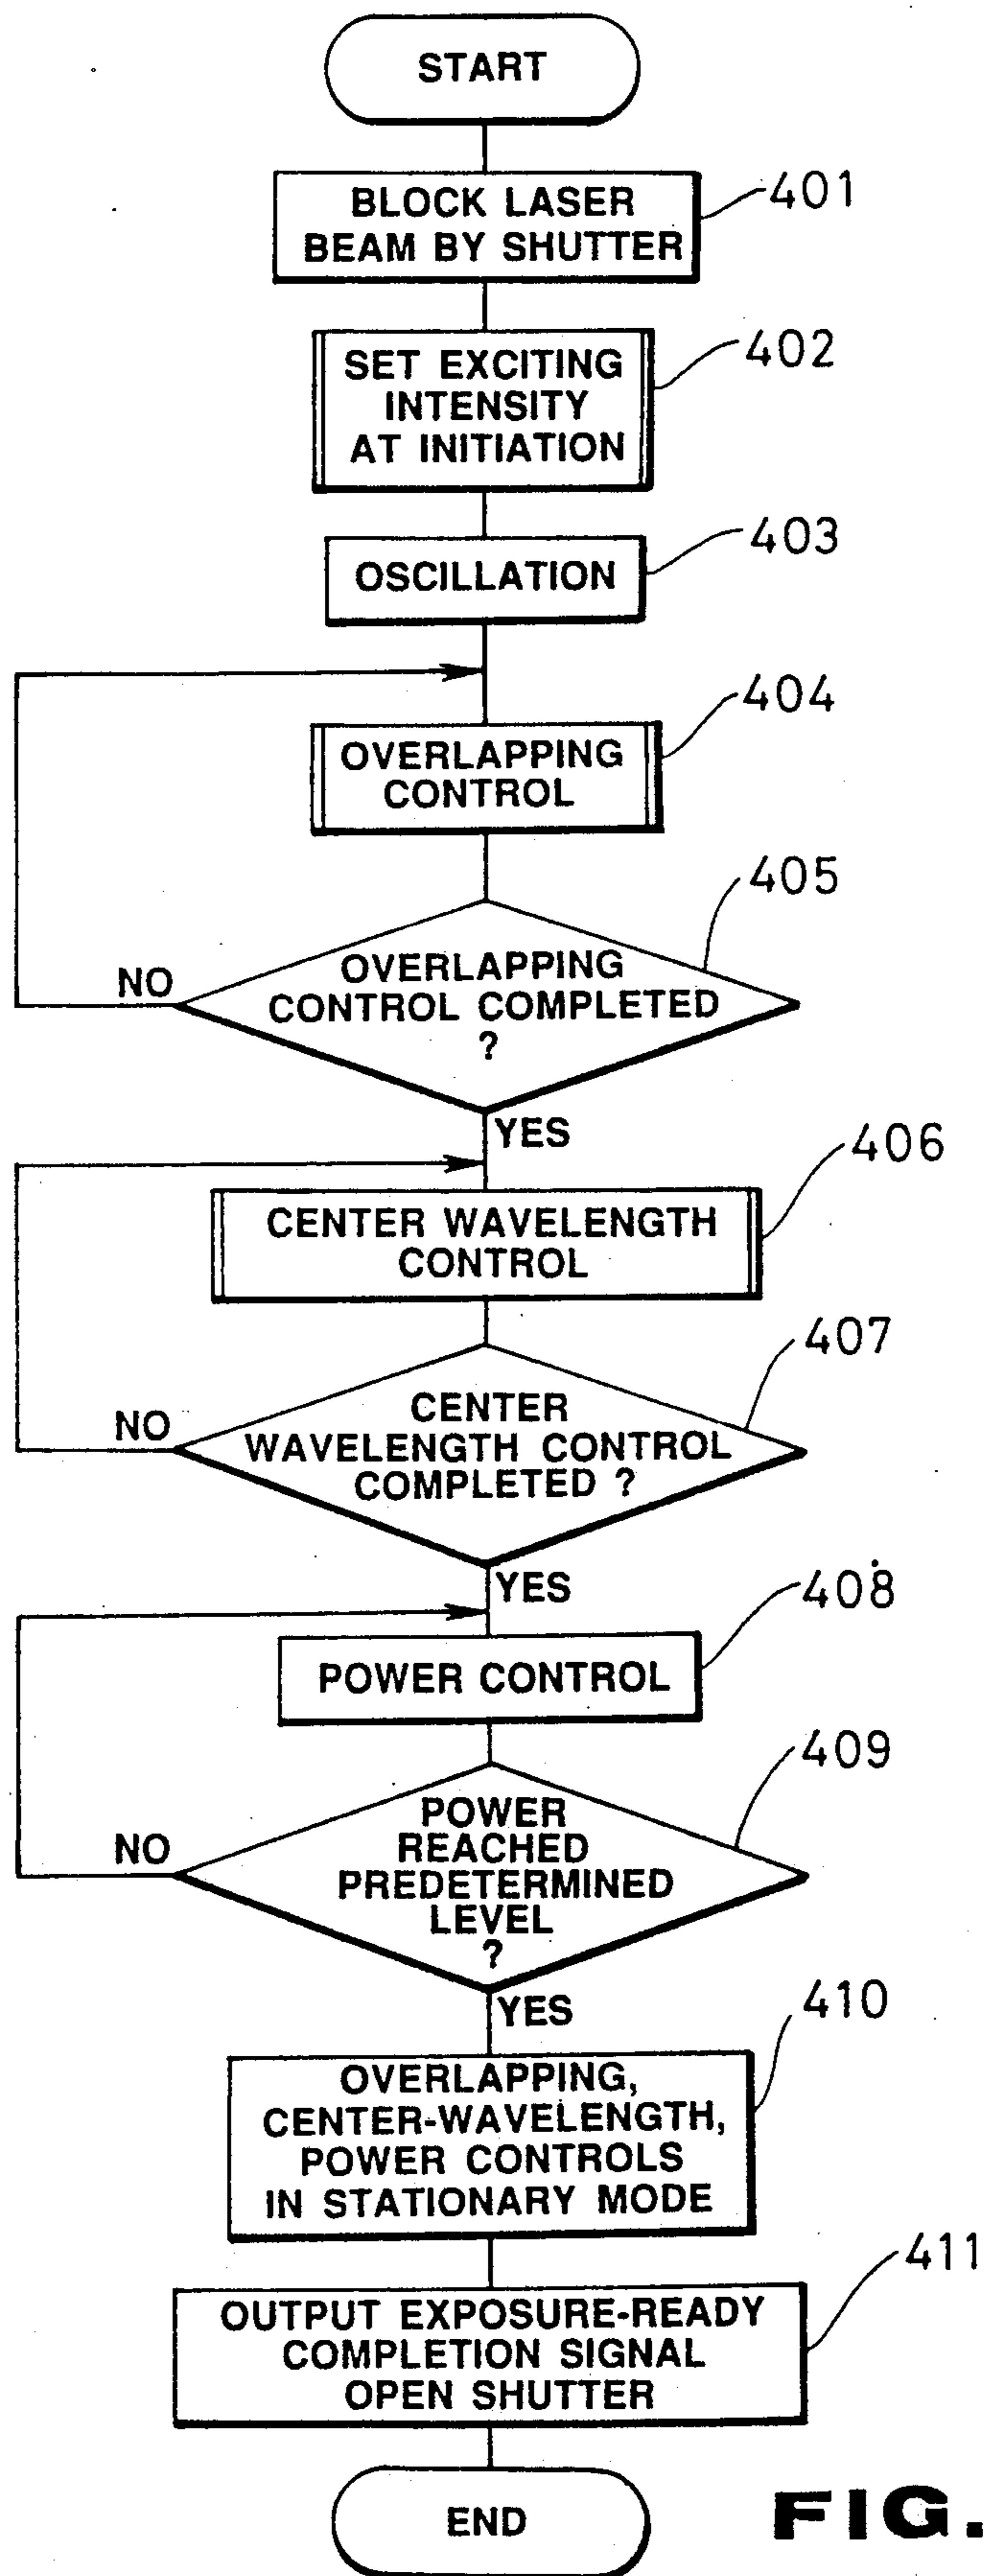 START
BLOCK LASER
BEAM BY SHUTTER
401
SET EXCITING
INTENSITY
AT INITIATION
402
OSCILLATION
403
OVERLAPPING
CONTROL
404
OVERLAPPING
CONTROL COMPLETED
?
405
NO
YES
CENTER WAVELENGTH
CONTROL
406
CENTER
WAVELENGTH CONTROL
COMPLETED ?
407
NO
YES
POWER CONTROL
408
POWER
REACHED
PREDETERMINED
LEVEL
?
409
NO
YES
OVERLAPPING,
CENTER-WAVELENGTH,
POWER CONTROLS
IN STATIONARY MODE
410
OUTPUT EXPOSURE-READY
COMPLETION SIGNAL
OPEN SHUTTER
411
END
FIG.